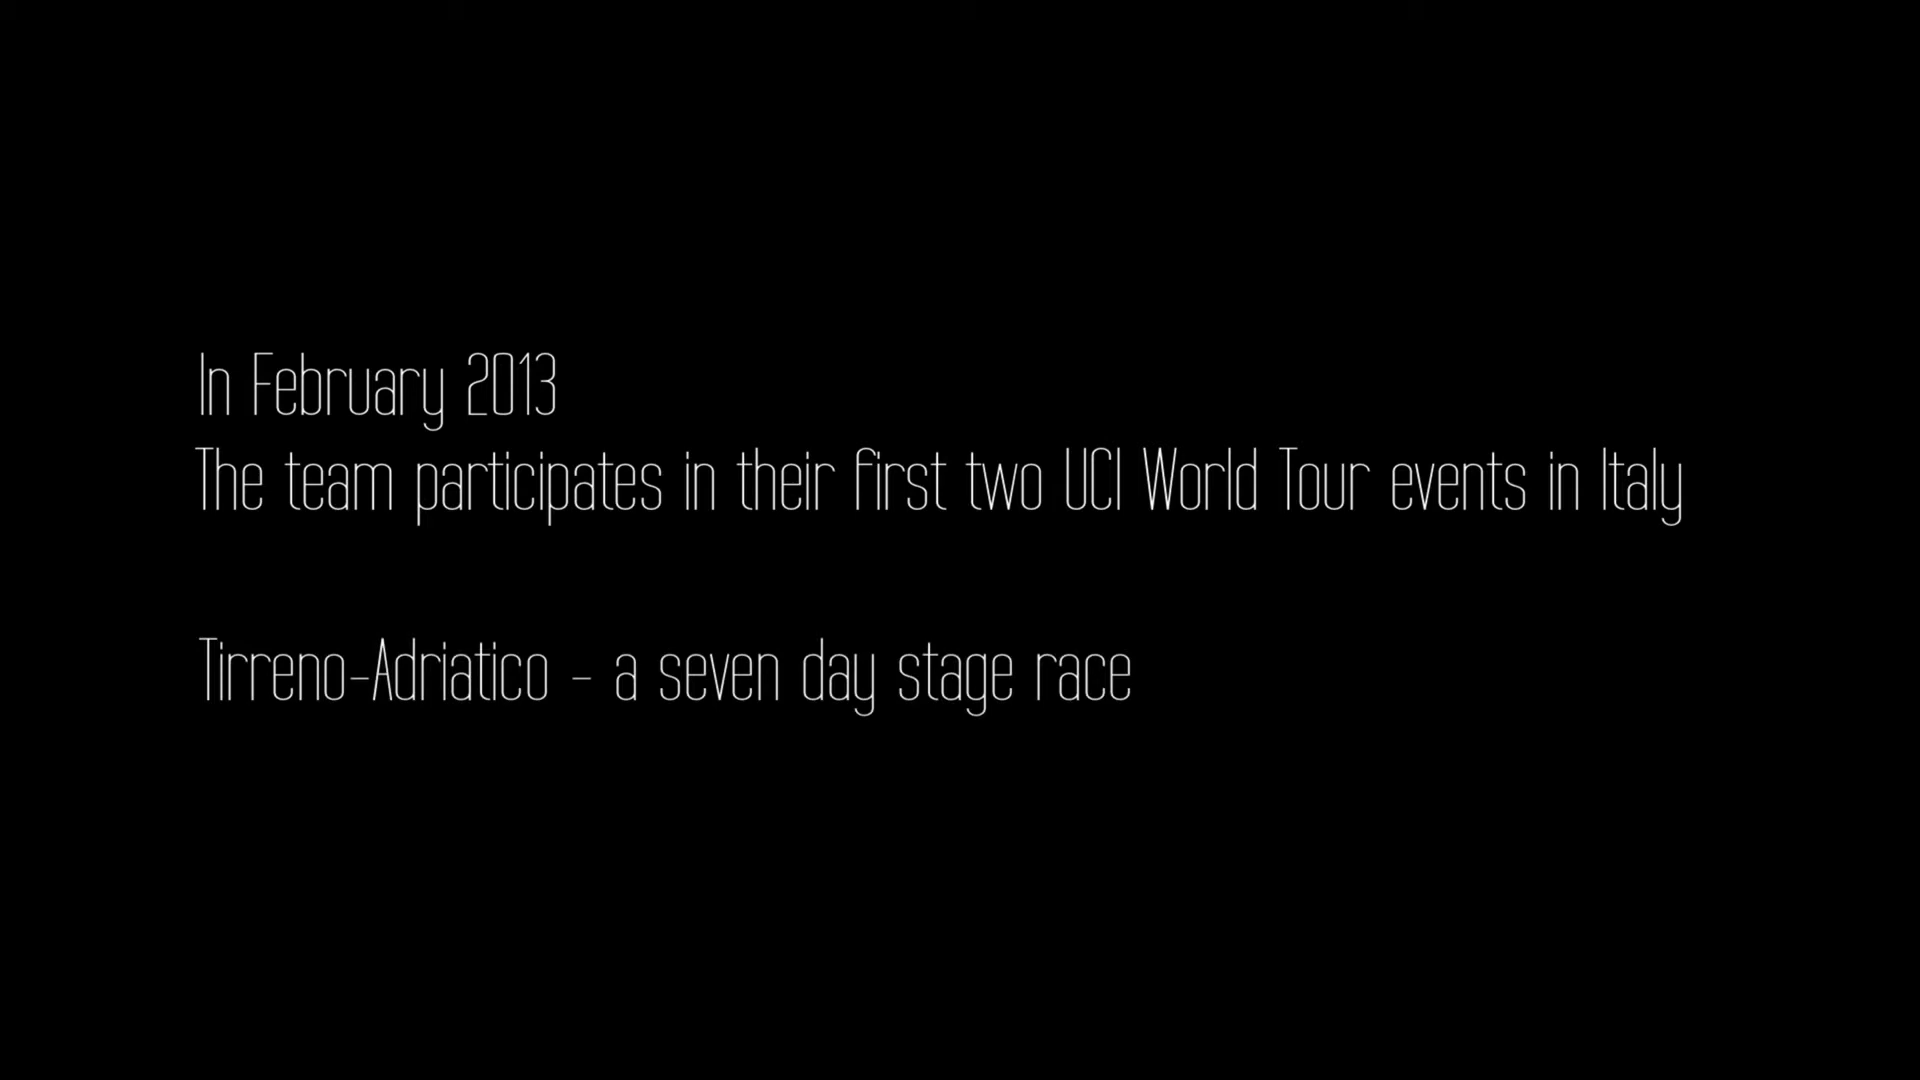 In February 2013
The team participates in their first two UCI World Tour events in Italy
Tirreno-Adriatico - a seven day stage race